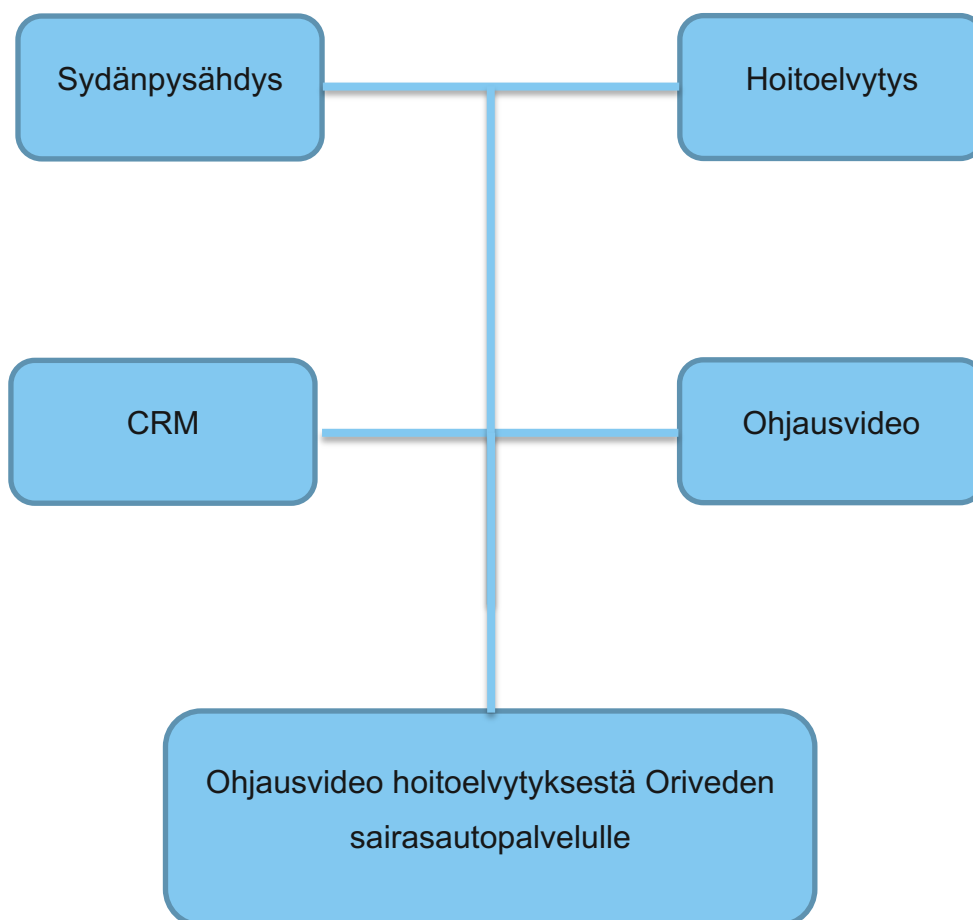 Sydänpysähdys
Hoitoelvytys
CRM
Ohjausvideo
Ohjausvideo hoitoelvytyksestä Oriveden
sairasautopalvelulle